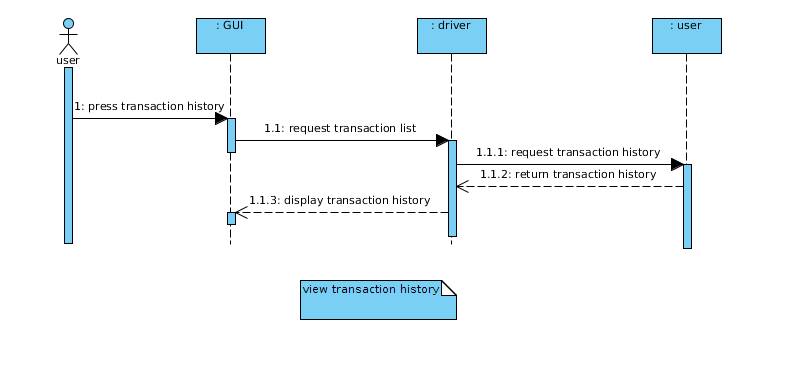 : GUI
: driver
: user
user
1: press transaction history
1.1: request transaction list
1.1.1: request transaction history
1.1.2: return transaction history
1.1.3: display transaction history
view transaction history